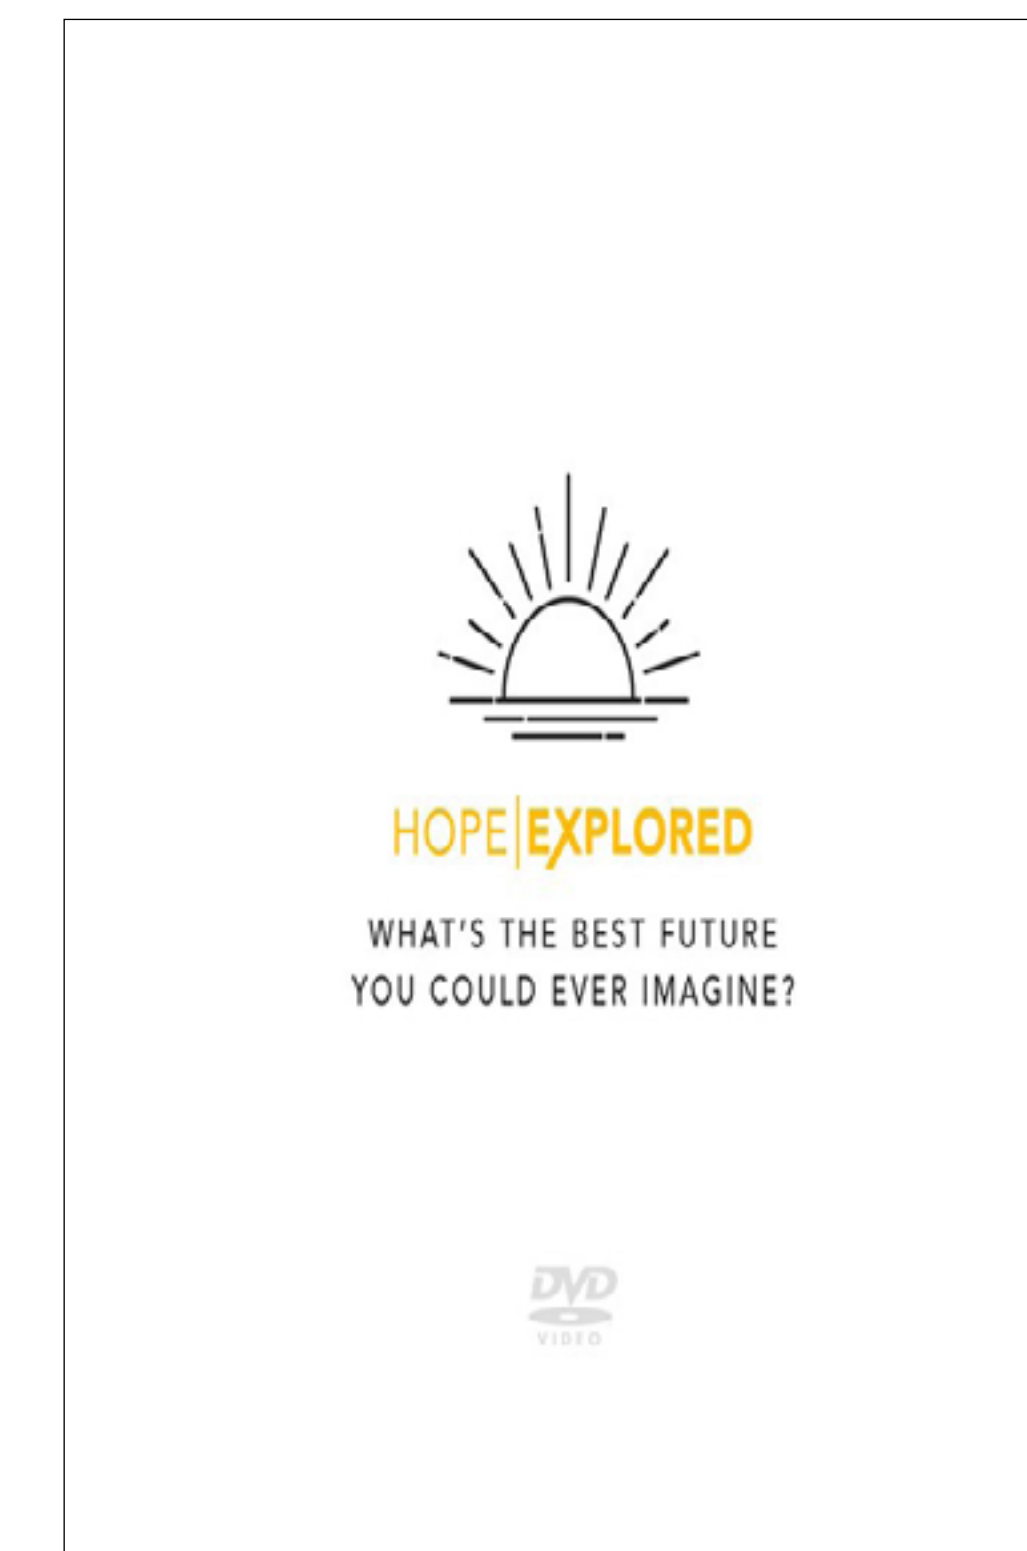 HOPE|EXPLORED
WHAT'S THE BEST FUTURE
YOU COULD EVER IMAGINE?
DVD
VIDEO